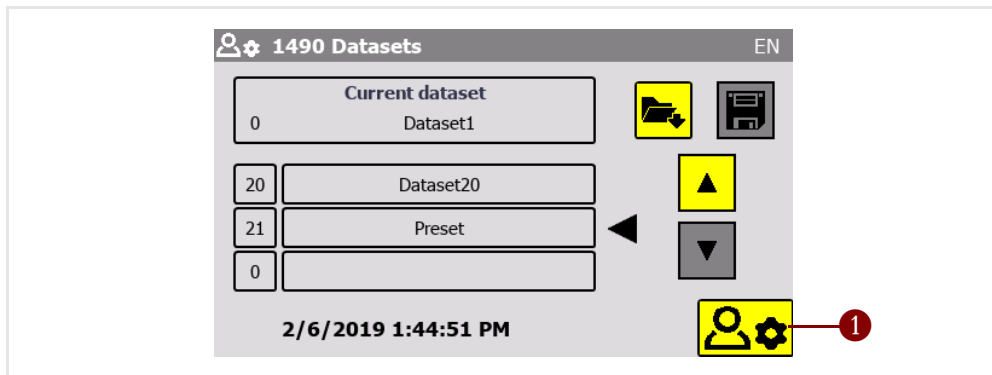 1490 Datasets EN
Current dataset
0 Dataset1
20 Dataset20
21 Preset
0
2/6/2019 1:44:51 PM
1